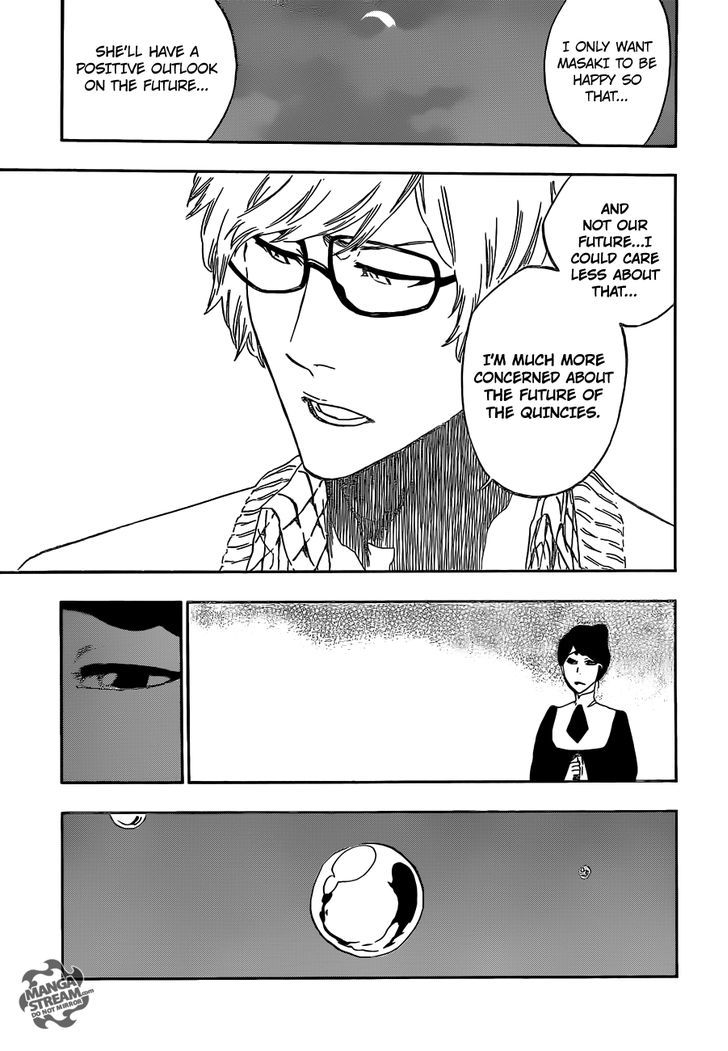 I ONLY WANT
MASAKI TO BE
HAPPY SO
THAT...
SHE'LL HAVE A
POSITIVE OUTLOOK
ON THE FUTURE...
AND
NOT OUR
FUTURE...I
COULD CARE
LESS ABOUT
THAT...
I'M MUCH MORE
CONCERNED ABOUT
THE FUTURE OF
THE QUINCIES.
MANGA
STREAM.com
DO NOT MIRROR